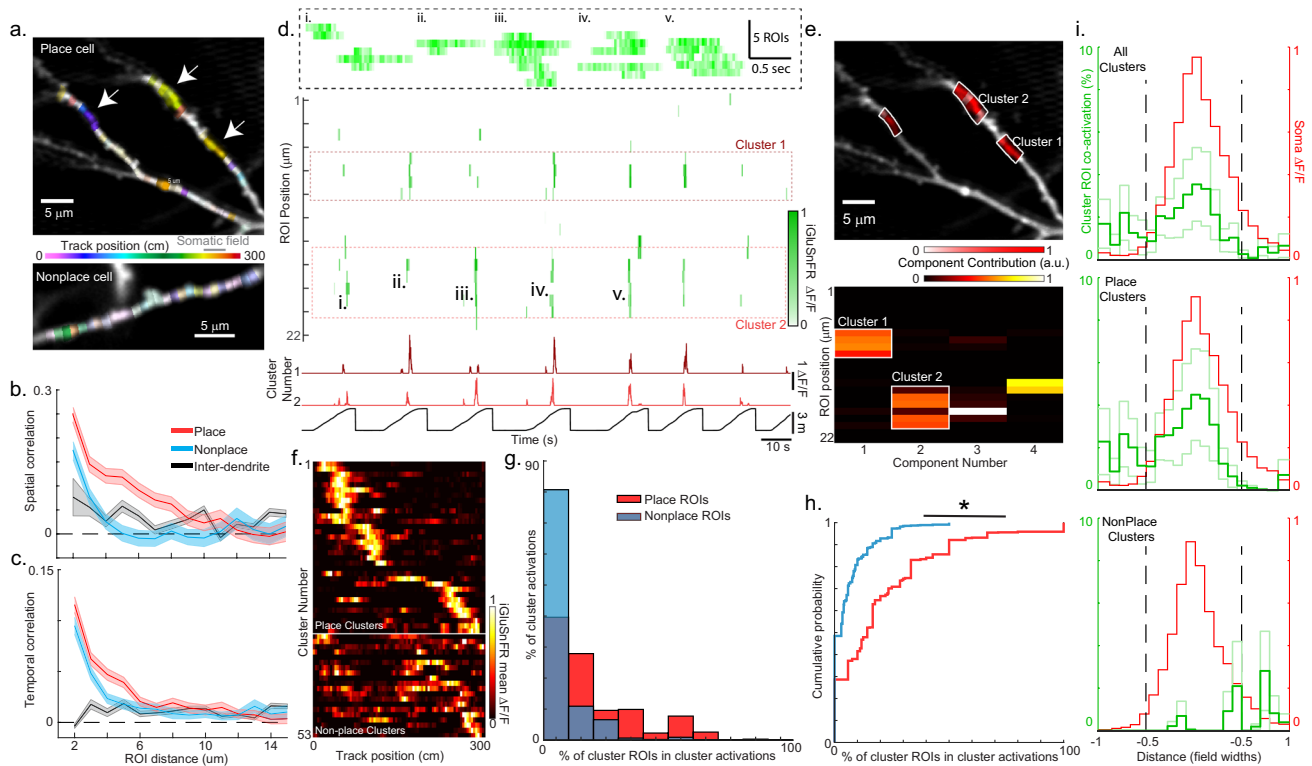 a.
Place cell
5 µm
5 µm
Track position (cm)
Somatic field
0
300
Nonplace cell
5 µm
b.
0.3
Spatial correlation
0
Place
Nonplace
Inter-dendrite
c.
0.15
Temporal correlation
0
2
6
10
14
ROI distance (um)
d.
i.
ii.
iii.
iv.
v.
5 ROIs
0.5 sec
1
ROI Position (µm)
22
Cluster 1
i.
ii.
iii.
iv.
v.
Cluster 2
1
iGluSnFR ΔF/F
0
Cluster Number
1
2
1 ΔF/F
3 m
Time (s)
10 s
e.
Cluster 2
Cluster 1
5 µm
0
1
Component Contribution (a.u.)
0
1
1
ROI position (µm)
22
Cluster 1
Cluster 2
1
2
3
4
Component Number
f.
1
Cluster Number
53
Place Clusters
Non-place Clusters
0
300
Track position (cm)
1
iGluSnFR mean ΔF/F
0
g.
90
% of cluster activations
0
Place ROIs
Nonplace ROIs
0
100
% of cluster ROIs in cluster activations
h.
1
Cumulative probability
0
*
0
100
% of cluster ROIs in cluster activations
i.
10
All Clusters
1
Cluster ROI co-activation (%)
Soma ΔF/F
0
0
10
Place Clusters
1
0
0
10
NonPlace Clusters
1
0
0
-1
-0.5
-0.5
1
Distance (field widths)